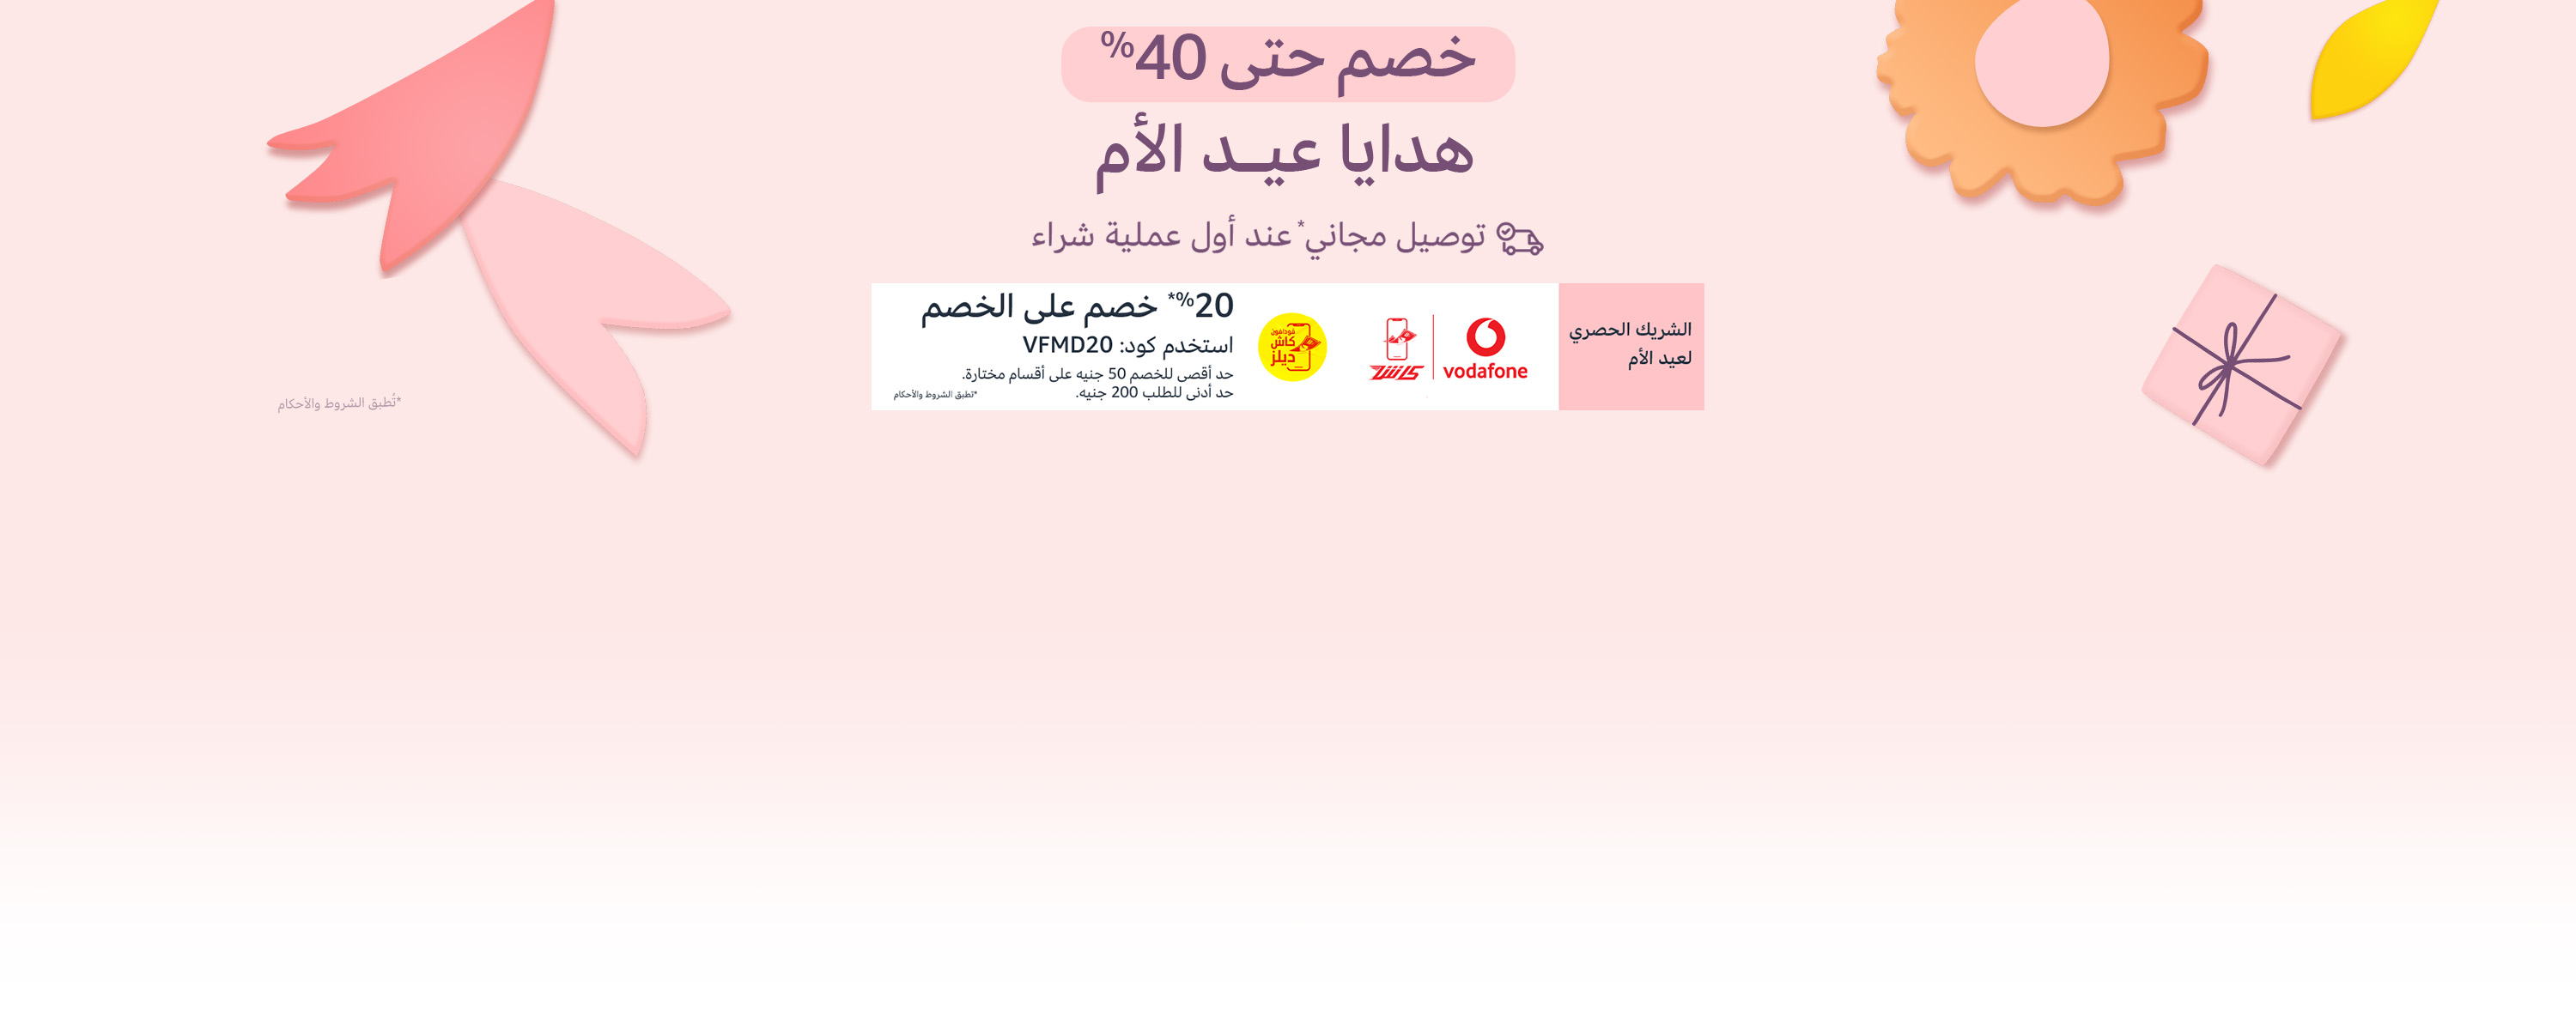 خصم حتى 40%
هدايا عيـد الأم
توصيل مجاني* عند أول عملية شراء
الشريك الحصري
لعيد الأم
vodafone
كاش
ڤودافون
كاش
ديلز
20%* خصم على الخصم
استخدم كود: VFMD20
حد أقصى للخصم 50 جنيه على أقسام مختارة.
حد أدنى للطلب 200 جنيه.
*تطبق الشروط والأحكام
*تُطبق الشروط والأحكام